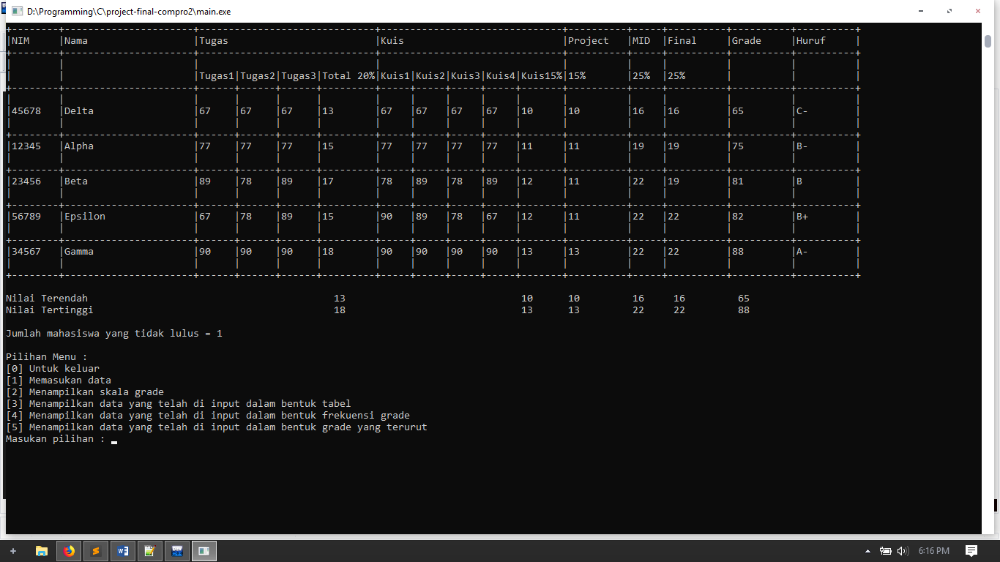 D:\Programming\C\project-final-compro2\main.exe
NIM Nama Tugas Kuis Project MID Final Grade Huruf
Tugas1 Tugas2 Tugas3 Total 20% Kuis1 Kuis2 Kuis3 Kuis4 Kuis15% 15% 25% 25%
45678 Delta 67 67 67 13 67 67 67 67 10 10 16 16 65 C-
12345 Alpha 77 77 77 15 77 77 77 77 11 11 19 19 75 B-
23456 Beta 89 78 89 17 78 89 78 89 12 11 22 19 81 B
56789 Epsilon 67 78 89 15 90 89 78 67 12 11 22 22 82 B+
34567 Gamma 90 90 90 18 90 90 90 90 13 13 22 22 88 A-
Nilai Terendah 13 10 10 16 16 65
Nilai Tertinggi 18 13 13 22 22 88
Jumlah mahasiswa yang tidak lulus = 1
Pilihan Menu :
[0] Untuk keluar
[1] Memasukan data
[2] Menampilkan skala grade
[3] Menampilkan data yang telah di input dalam bentuk tabel
[4] Menampilkan data yang telah di input dalam bentuk frekuensi grade
[5] Menampilkan data yang telah di input dalam bentuk grade yang terurut
Masukan pilihan :
DEV
6:16 PM